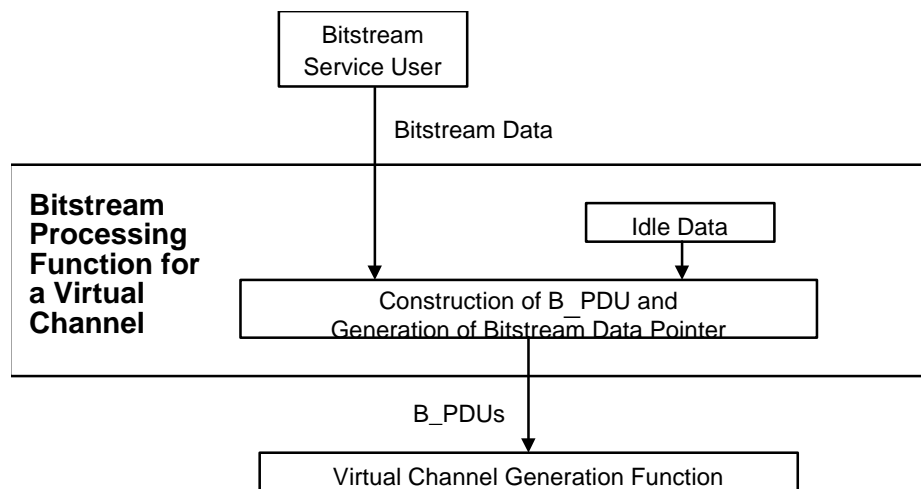 Bitstream
Service User
Bitstream Data
Bitstream
Processing
Function for
a Virtual
Channel
Idle Data
Construction of B_PDU and
Generation of Bitstream Data Pointer
B_PDUs
Virtual Channel Generation Function